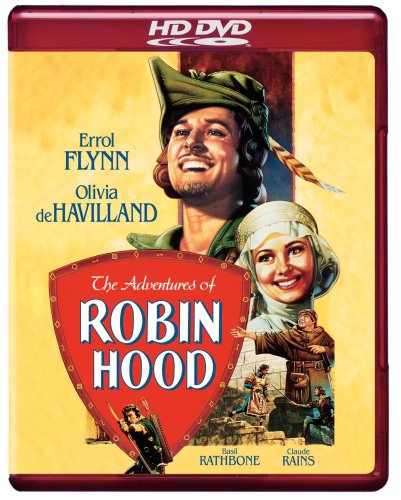 HD DVD
Errol
FLYNN
Olivia
deHAVILLAND
The Adventures of
ROBIN
HOOD
Basil
RATHBONE
Claude
RAINS